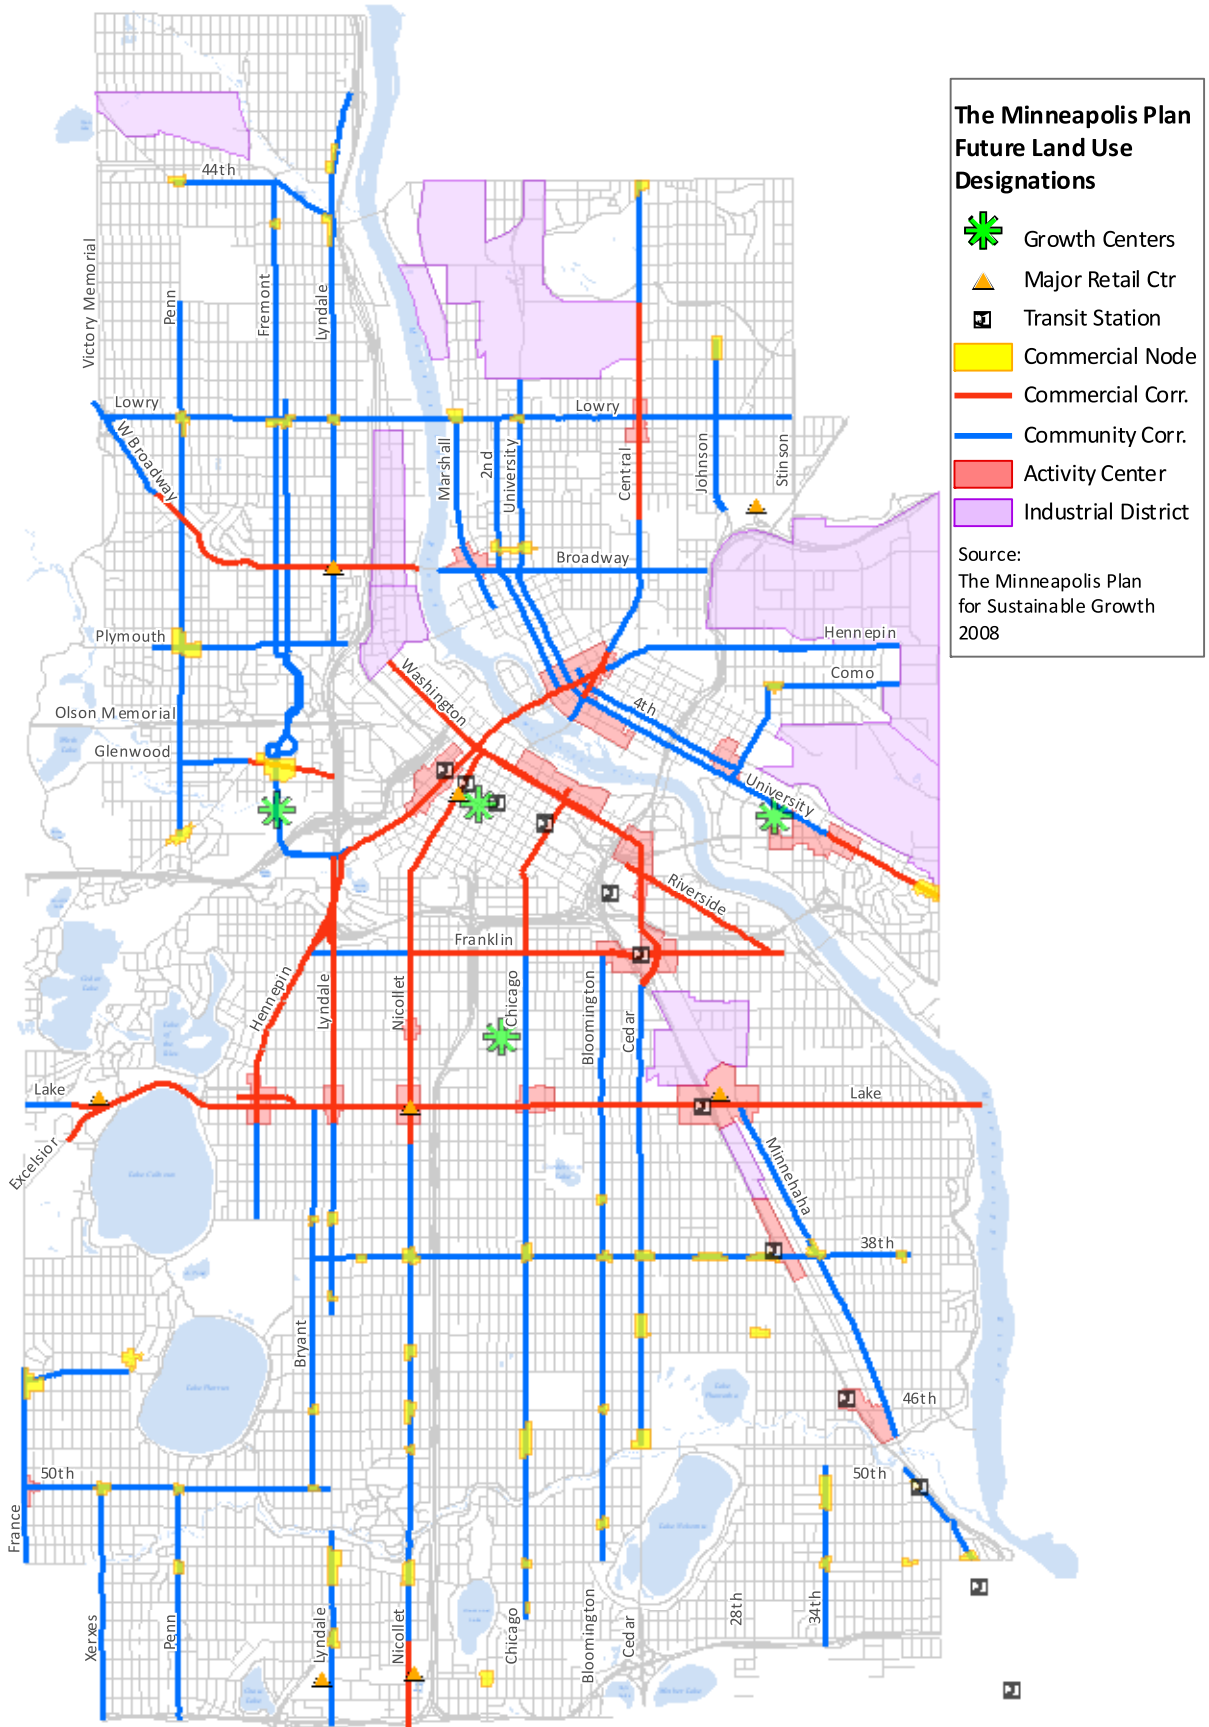 The Minneapolis Plan
Future Land Use
Designations
Growth Centers
Major Retail Ctr
Transit Station
Commercial Node
Commercial Corr.
Community Corr.
Activity Center
Industrial District
Source:
The Minneapolis Plan
for Sustainable Growth
2008
44th
Victory Memorial
Penn
Fremont
Lyndale
Lowry
Lowry
W Broadway
Marshall
2nd
University
Central
Johnson
Stinson
Broadway
Plymouth
Hennepin
Como
Washington
4th
Olson Memorial
Glenwood
University
Riverside
Franklin
Hennepin
Lyndale
Nicollet
Chicago
Bloomington
Cedar
Lake
Lake
Excelsior
Minnehaha
38th
Bryant
46th
50th
50th
France
Xerxes
Penn
Lyndale
Nicollet
Chicago
Bloomington
Cedar
28th
34th